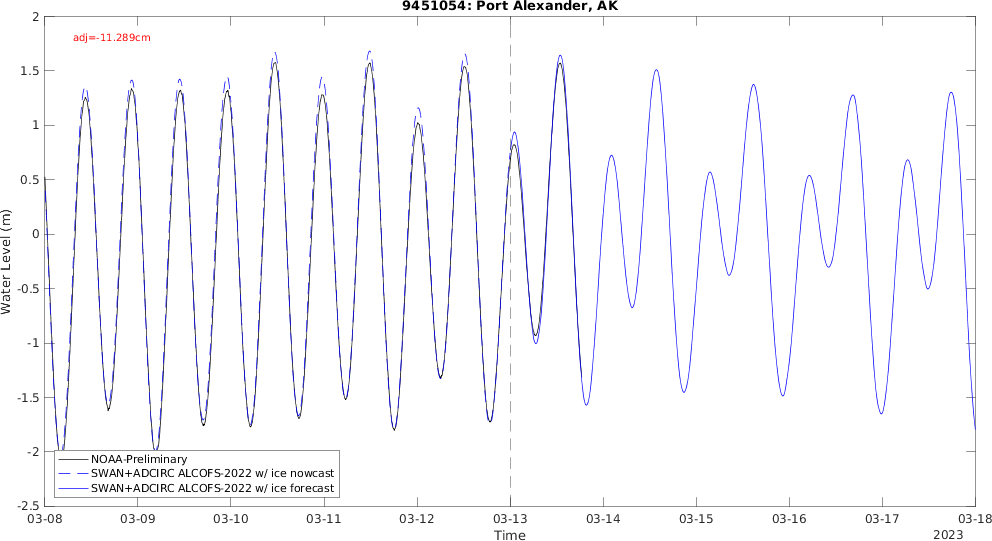 9451054: Port Alexander, AK
adj=-11.289cm
Water Level (m)
2
1.5
1
0.5
0
-0.5
-1
-1.5
-2
-2.5
NOAA-Preliminary
SWAN+ADCIRC ALCOFS-2022 w/ ice nowcast
SWAN+ADCIRC ALCOFS-2022 w/ ice forecast
03-08 03-09 03-10 03-11 03-12 03-13 03-14 03-15 03-16 03-17 03-18
Time
2023